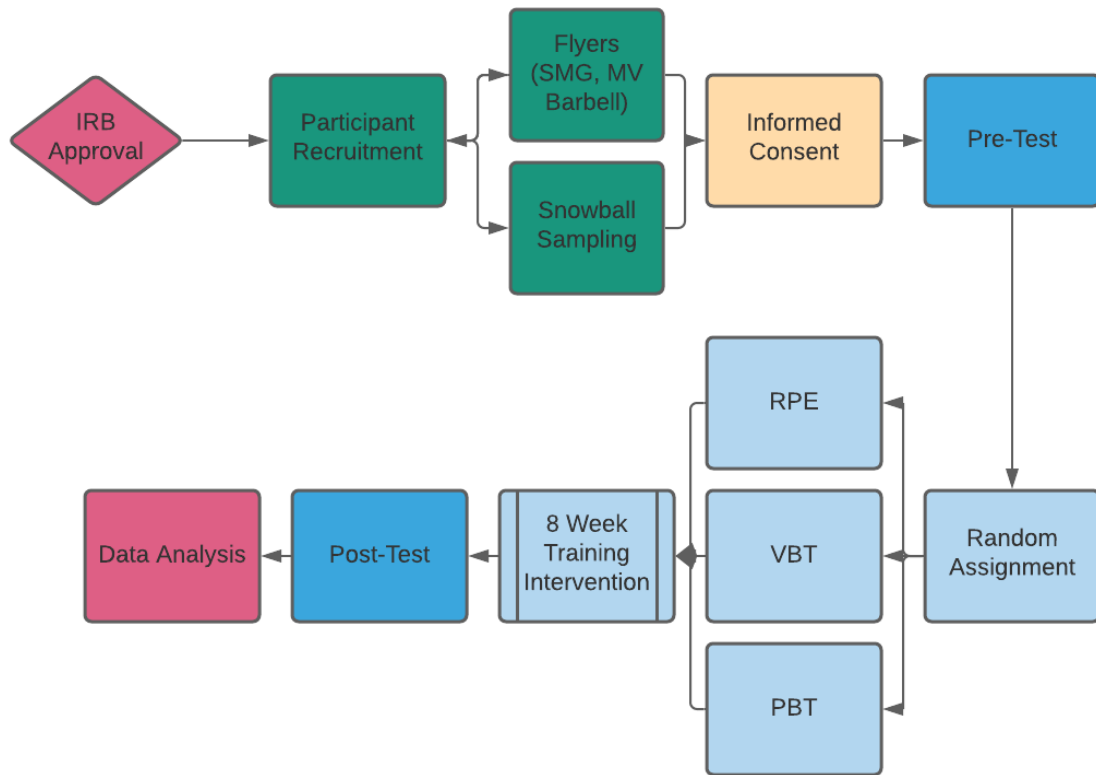 IRB
Approval
Participant
Recruitment
Flyers
(SMG, MV
Barbell)
Snowball
Sampling
Informed
Consent
Pre-Test
RPE
Data Analysis
Post-Test
8 Week
Training
Intervention
VBT
Random
Assignment
PBT